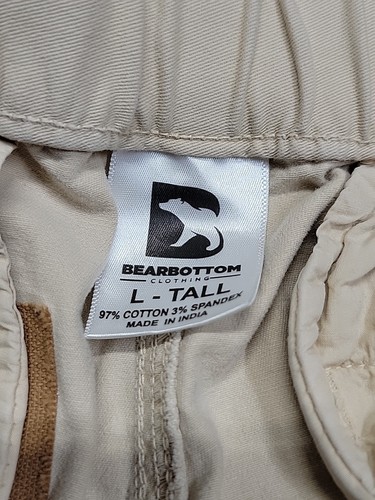 BEARBOTTOM
CLOTHING
L - TALL
97% COTTON 3% SPANDEX
MADE IN INDIA